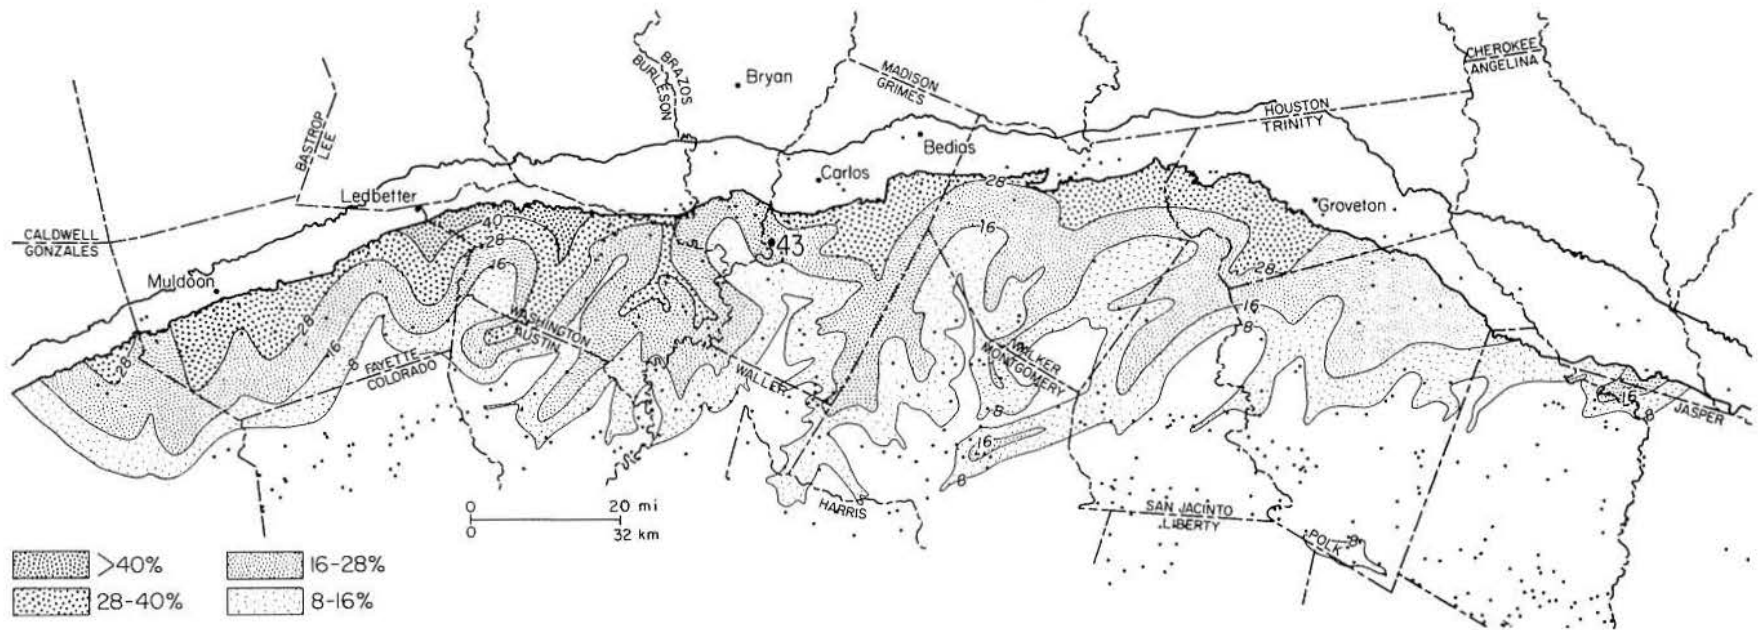 CHEROKEE
ANGELINA
Bryan
MADISON
GRIMES
BRAZOS
BURLESON
HOUSTON
TRINITY
BASTROP
LEE
Bedias
Carlos
Ledbetter
Groveton
CALDWELL
GONZALES
Muldoon
28
40
28
16
43
16
28
28
16
8
28
16
8
WASHINGTON
AUSTIN
FAYETTE
COLORADO
WALKER
MONTGOMERY
WALLER
16
8
JASPER
8
16
8
HARRIS
SAN JACINTO
LIBERTY
POLK
8
0 20 mi
0 32 km
>40% 16-28%
28-40% 8-16%